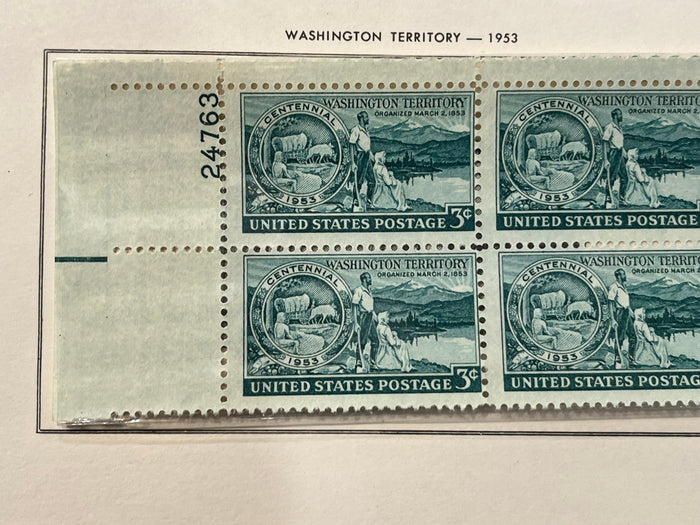 WASHINGTON TERRITORY — 1953
24763
CENTENNIAL
1953
WASHINGTON TERRITORY
ORGANIZED MARCH 2, 1853
UNITED STATES POSTAGE 3¢
CENTENNIAL
1953
WASHINGTON TERRITORY
ORGANIZED MARCH 2, 1853
UNITED STATES POSTAGE
CENTENNIAL
1953
WASHINGTON TERRITORY
ORGANIZED MARCH 2, 1853
UNITED STATES POSTAGE 3¢
CENTENNIAL
1953
WASHINGTON TERRITORY
ORGANIZED MARCH 2, 1853
UNITED STATES POSTAGE